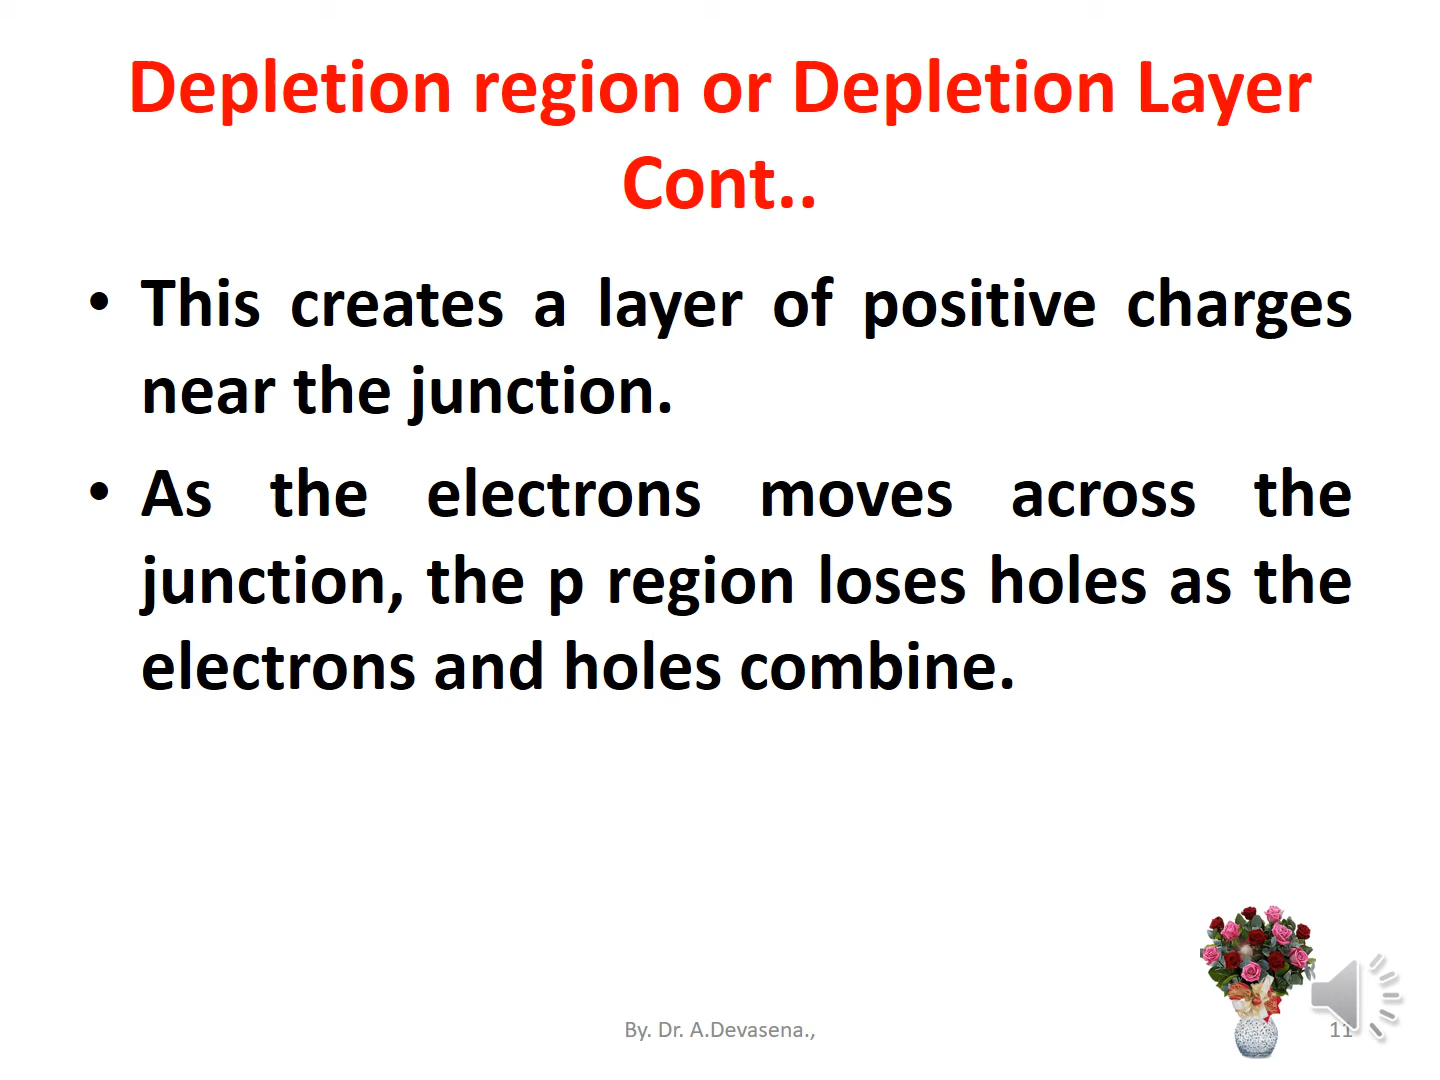 Depletion region or Depletion Layer
Cont..
• This creates a layer of positive charges
near the junction.
• As the electrons moves across the
junction, the p region loses holes as the
electrons and holes combine.
By. Dr. A.Devasena.,
11